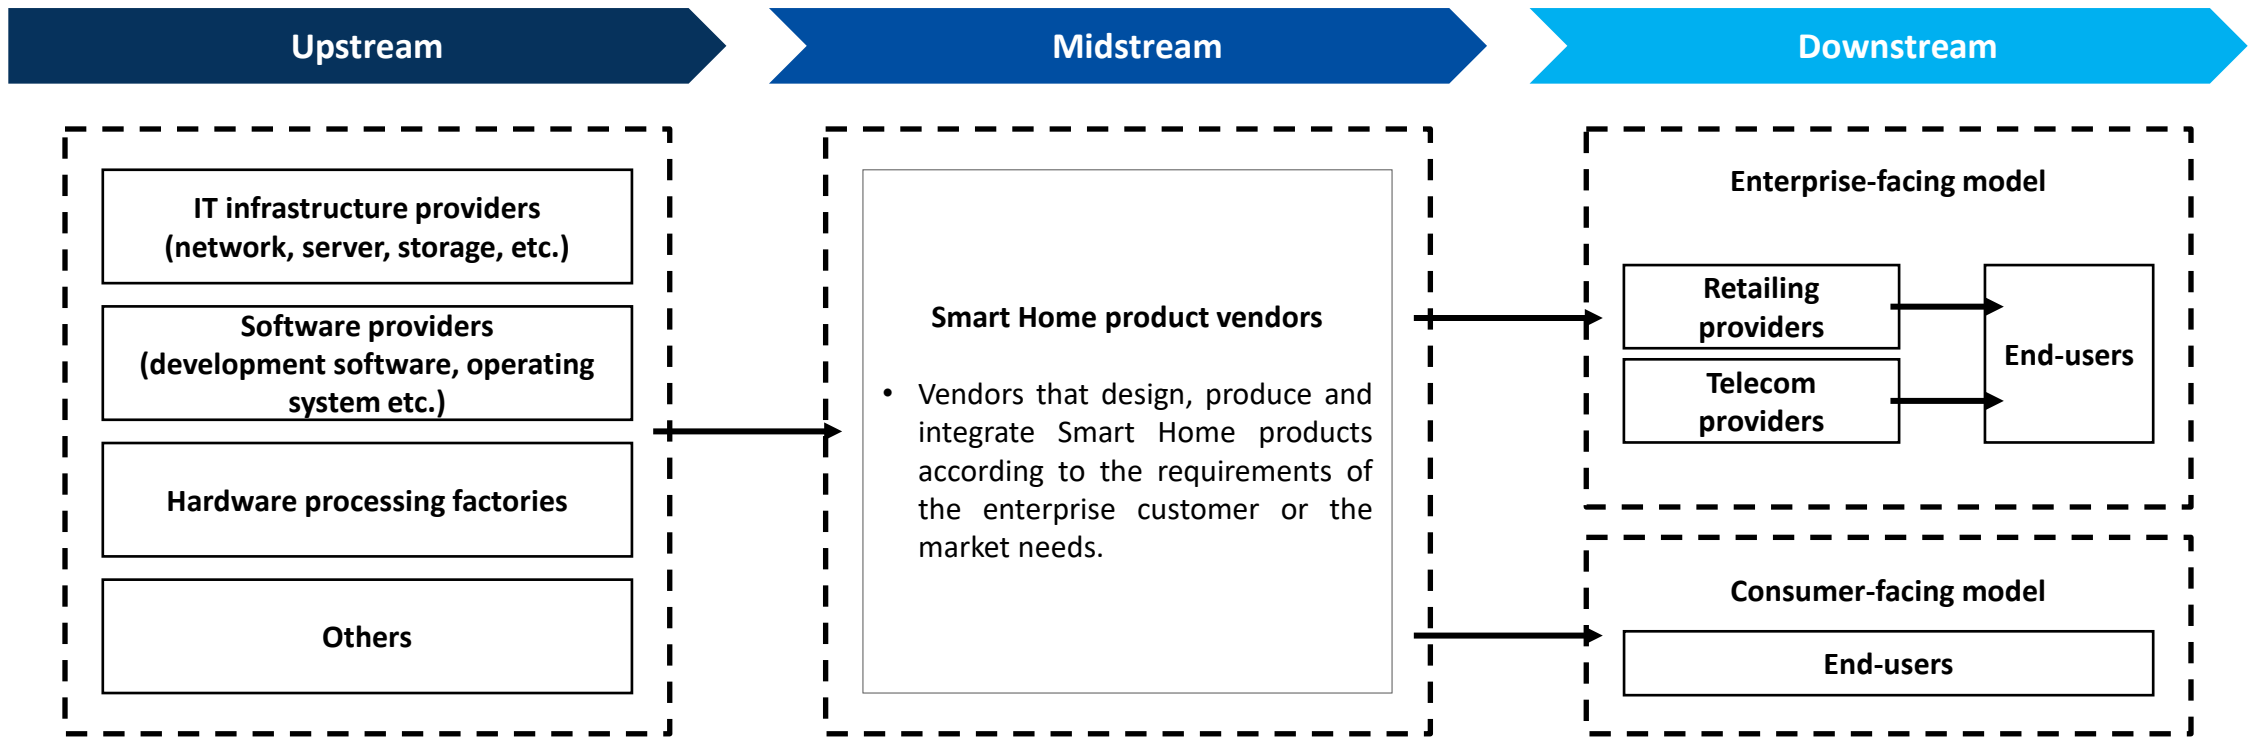 Upstream
Midstream
Downstream
IT infrastructure providers
(network, server, storage, etc.)
Software providers
(development software, operating
system etc.)
Hardware processing factories
Others
Smart Home product vendors
• Vendors that design, produce and
integrate Smart Home products
according to the requirements of
the enterprise customer or the
market needs.
Enterprise-facing model
Retailing
providers
Telecom
providers
End-users
Consumer-facing model
End-users